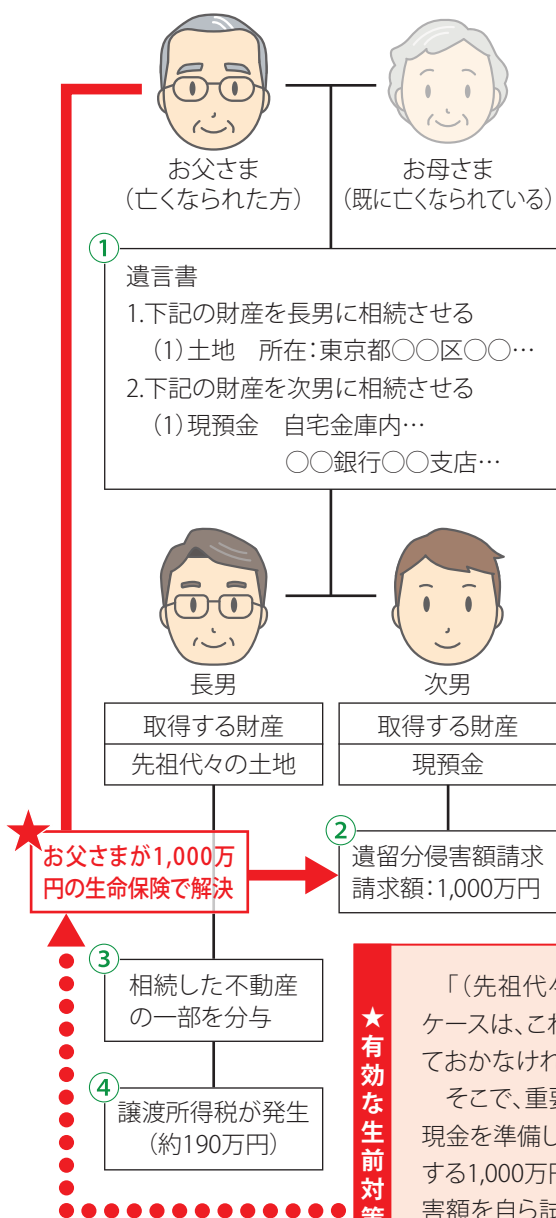 お父さま
（亡くなられた方）
お母さま
（既に亡くなられている）
①
遺言書
1.下記の財産を長男に相続させる
（1）土地　所在：東京都○○区○○…
2.下記の財産を次男に相続させる
（1）現預金　自宅金庫内…
○○銀行○○支店…
長男
取得する財産
先祖代々の土地
次男
取得する財産
現預金
★
お父さまが1,000万
円の生命保険で解決
②
遺留分侵害額請求
請求額：1,000万円
③
相続した不動産
の一部を分与
④
譲渡所得税が発生
（約190万円）
★有効な生前対策
「（先祖代々
ケースは、これ
ておかなけれ
そこで、重要
現金を準備し
する1,000万円
害額を自ら試